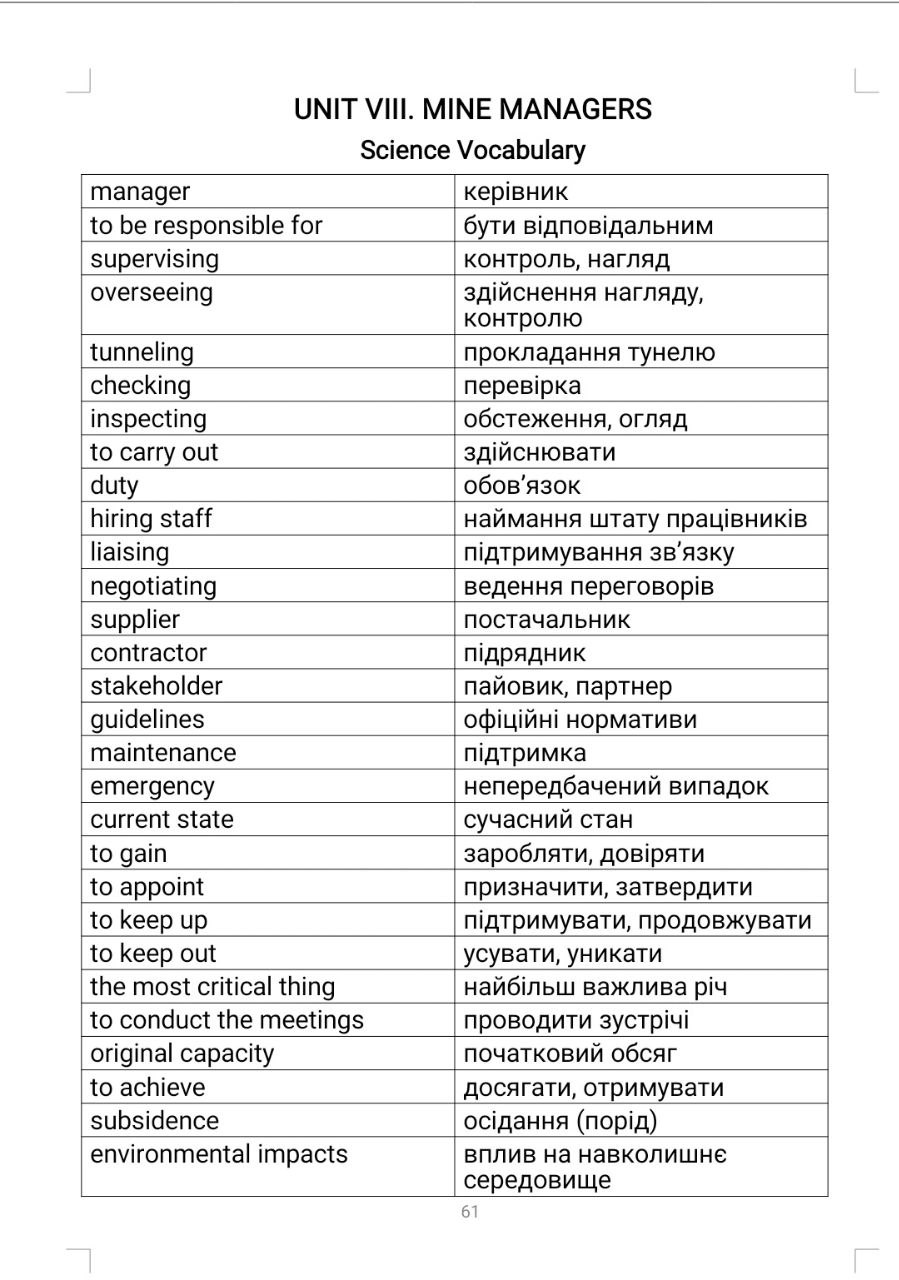 UNIT VIII. MINE MANAGERS
Science Vocabulary
manager керівник
to be responsible for бути відповідальним
supervising контроль, нагляд
overseeing здійснення нагляду,
контролю
tunneling прокладання тунелю
checking перевірка
inspecting обстеження, огляд
to carry out здійснювати
duty обов’язок
hiring staff наймання штату працівників
liaising підтримування зв’язку
negotiating ведення переговорів
supplier постачальник
contractor підрядник
stakeholder пайовик, партнер
guidelines офіційні нормативи
maintenance підтримка
emergency непередбачений випадок
current state сучасний стан
to gain заробляти, довіряти
to appoint призначити, затвердити
to keep up підтримувати, продовжувати
to keep out усувати, уникати
the most critical thing найбільш важлива річ
to conduct the meetings проводити зустрічі
original capacity початковий обсяг
to achieve досягати, отримувати
subsidence осідання (порід)
environmental impacts вплив на навколишнє
середовище
61